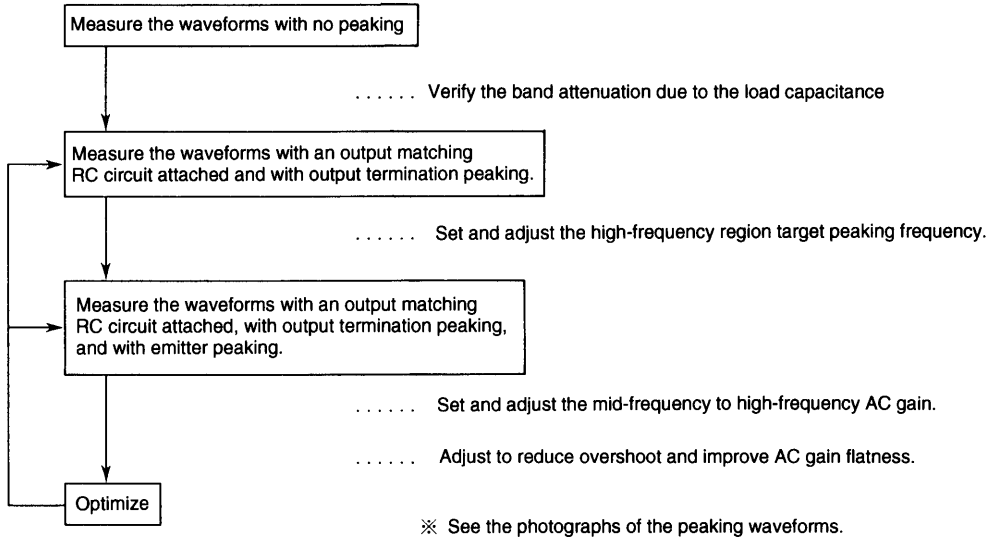 Measure the waveforms with no peaking
...... Verify the band attenuation due to the load capacitance
Measure the waveforms with an output matching
RC circuit attached and with output termination peaking.
...... Set and adjust the high-frequency region target peaking frequency.
Measure the waveforms with an output matching
RC circuit attached, with output termination peaking,
and with emitter peaking.
...... Set and adjust the mid-frequency to high-frequency AC gain.
...... Adjust to reduce overshoot and improve AC gain flatness.
Optimize
※ See the photographs of the peaking waveforms.